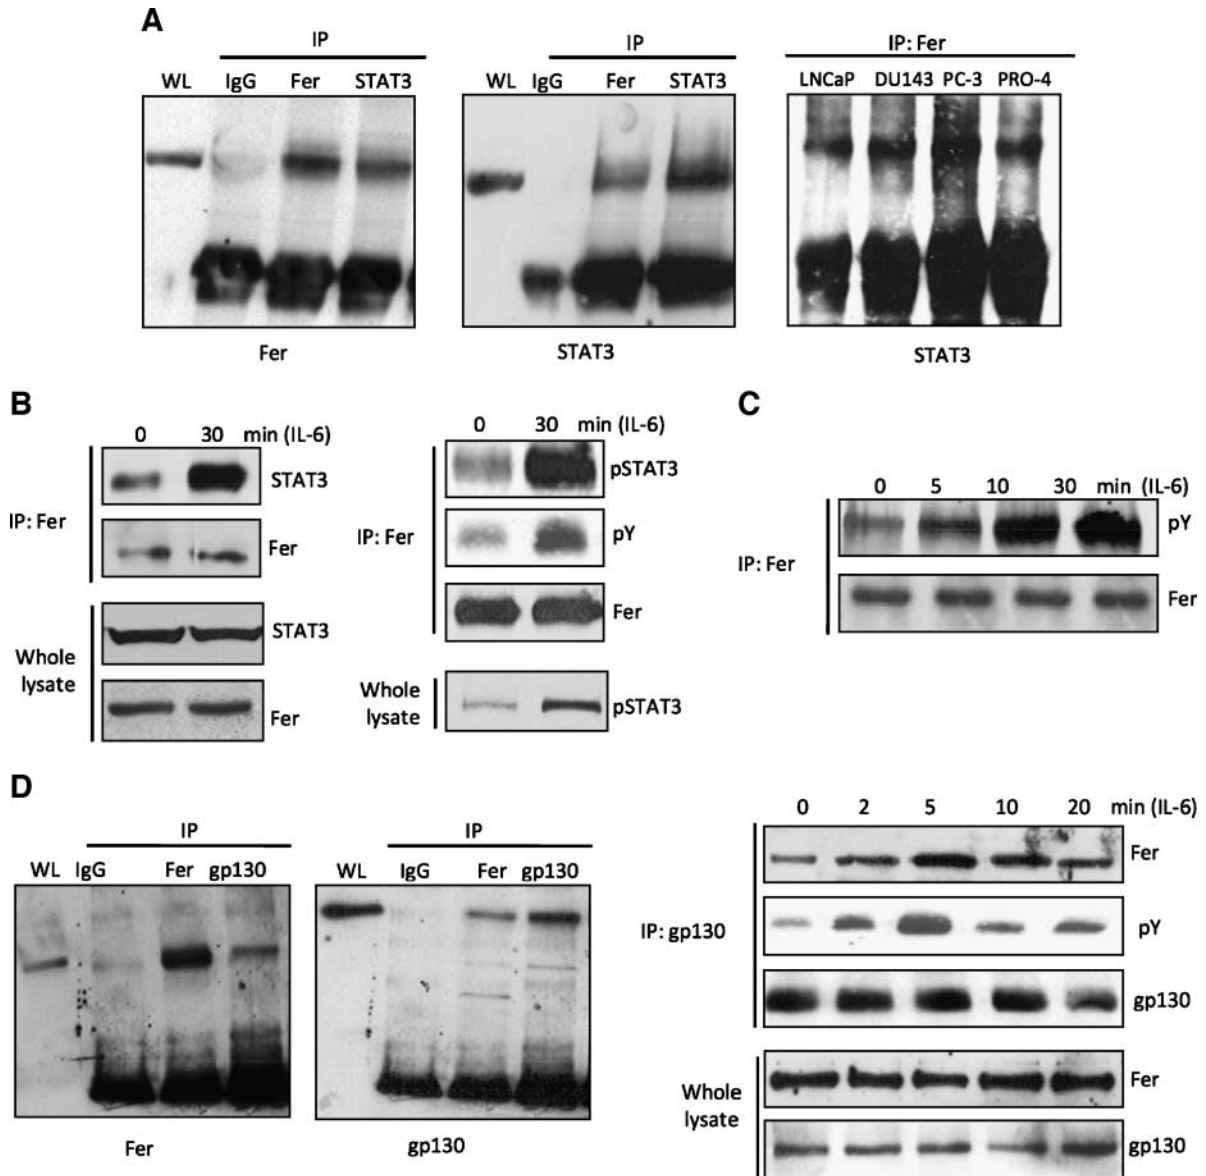 A
IP
IP
IP: Fer
WL IgG Fer STAT3
WL IgG Fer STAT3
LNCaP DU143 PC-3 PRO-4
Fer
STAT3
STAT3
B
0 30 min (IL-6)
STAT3
IP: Fer
Fer
STAT3
Whole
lysate
Fer
0 30 min (IL-6)
pSTAT3
IP: Fer
pY
Fer
Whole
lysate
pSTAT3
C
0 5 10 30 min (IL-6)
pY
IP: Fer
Fer
D
IP
WL IgG Fer gp130
Fer
IP
WL IgG Fer gp130
gp130
0 2 5 10 20 min (IL-6)
Fer
IP: gp130
pY
gp130
Fer
Whole
lysate
gp130